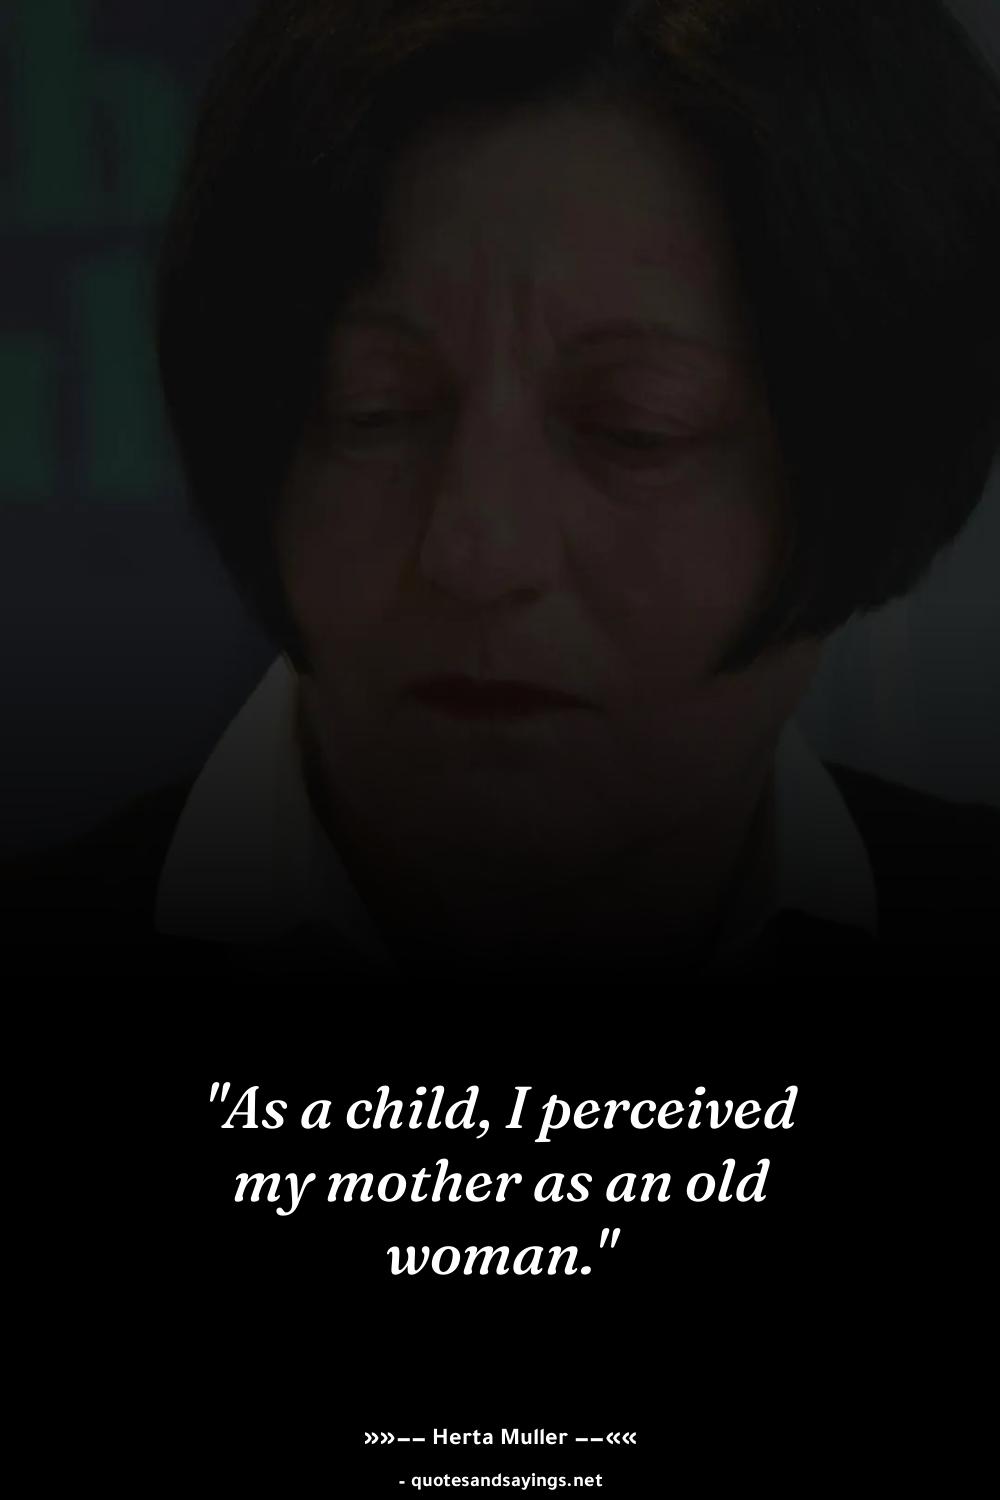 "As a child, I perceived
my mother as an old
woman."
»»–– Herta Muller ––««
- quotesandsayings.net